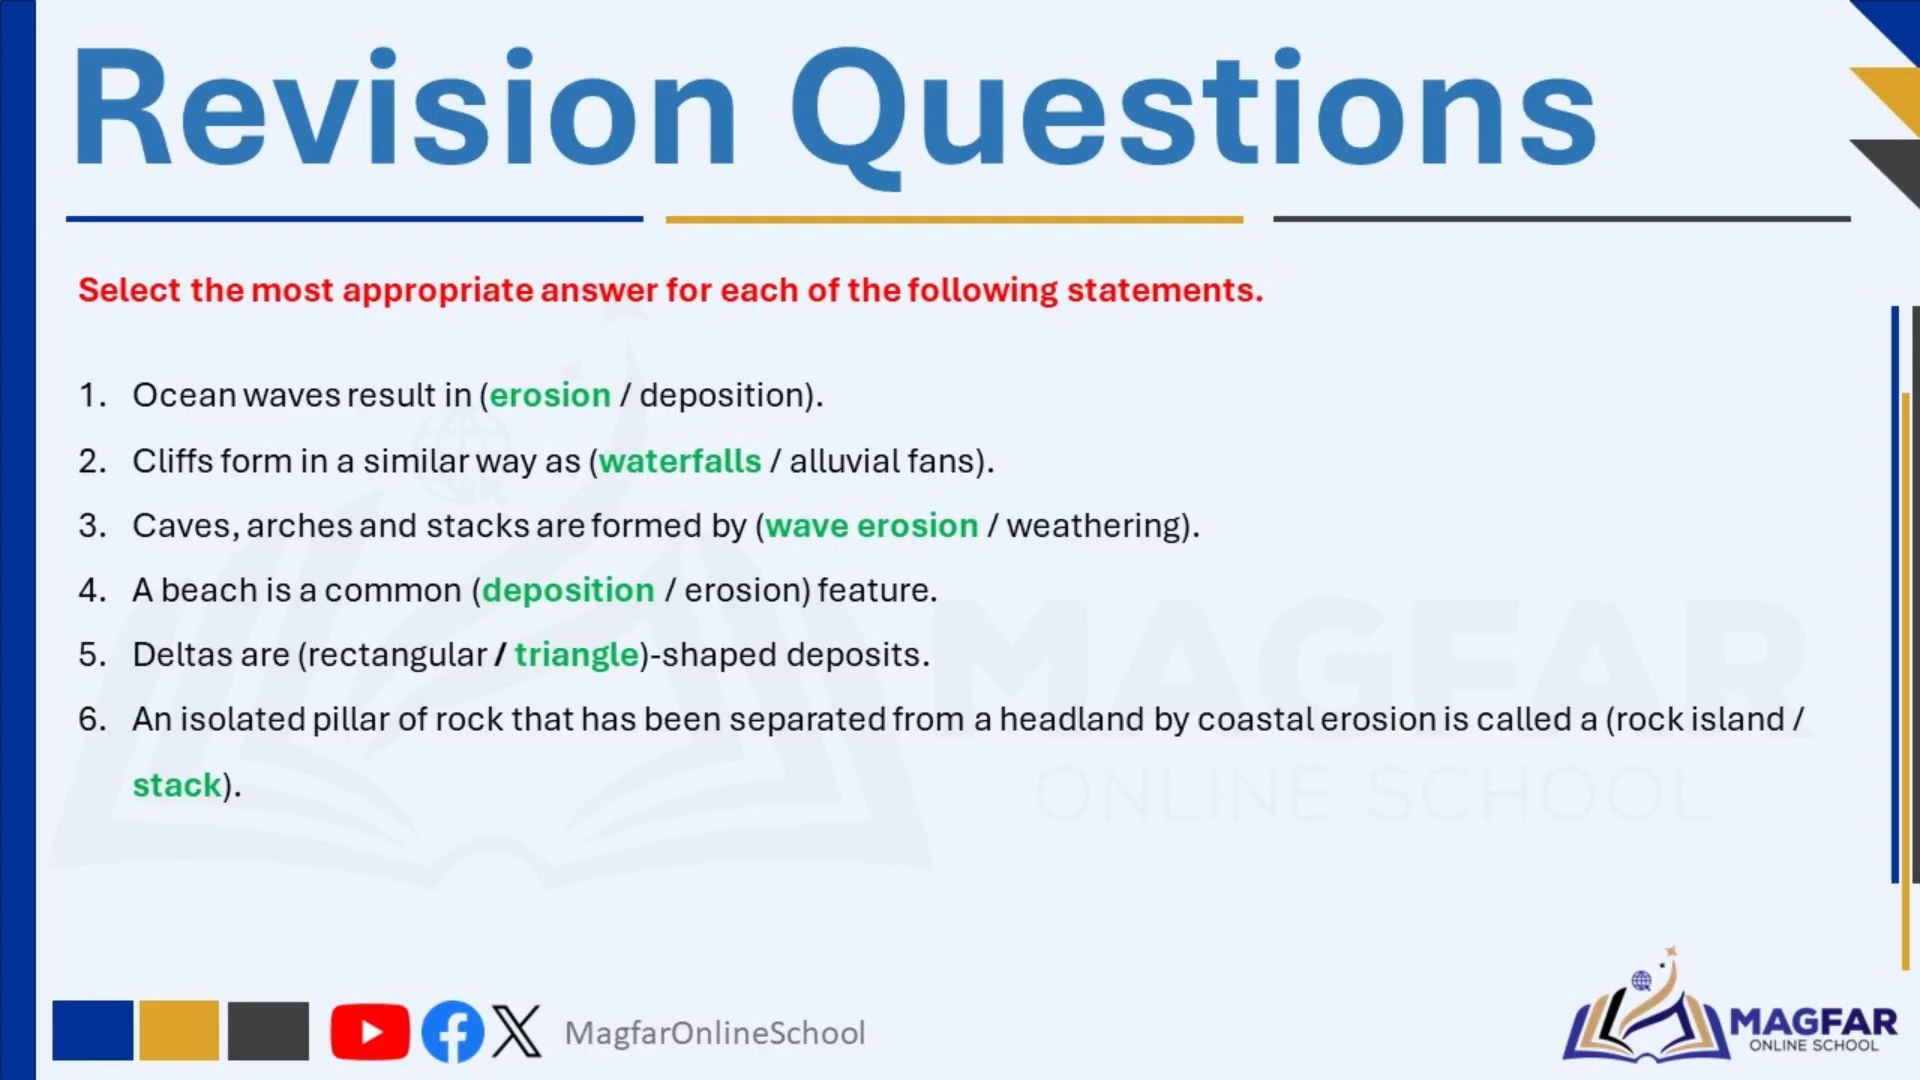 Revision Questions
Select the most appropriate answer for each of the following statements.
1. Ocean waves result in (erosion / deposition).
2. Cliffs form in a similar way as (waterfalls / alluvial fans).
3. Caves, arches and stacks are formed by (wave erosion / weathering).
4. A beach is a common (deposition / erosion) feature.
5. Deltas are (rectangular / triangle)-shaped deposits.
6. An isolated pillar of rock that has been separated from a headland by coastal erosion is called a (rock island /
stack).
MAGFAR
ONLINE SCHOOL
MagfarOnlineSchool
MAGFAR
ONLINE SCHOOL